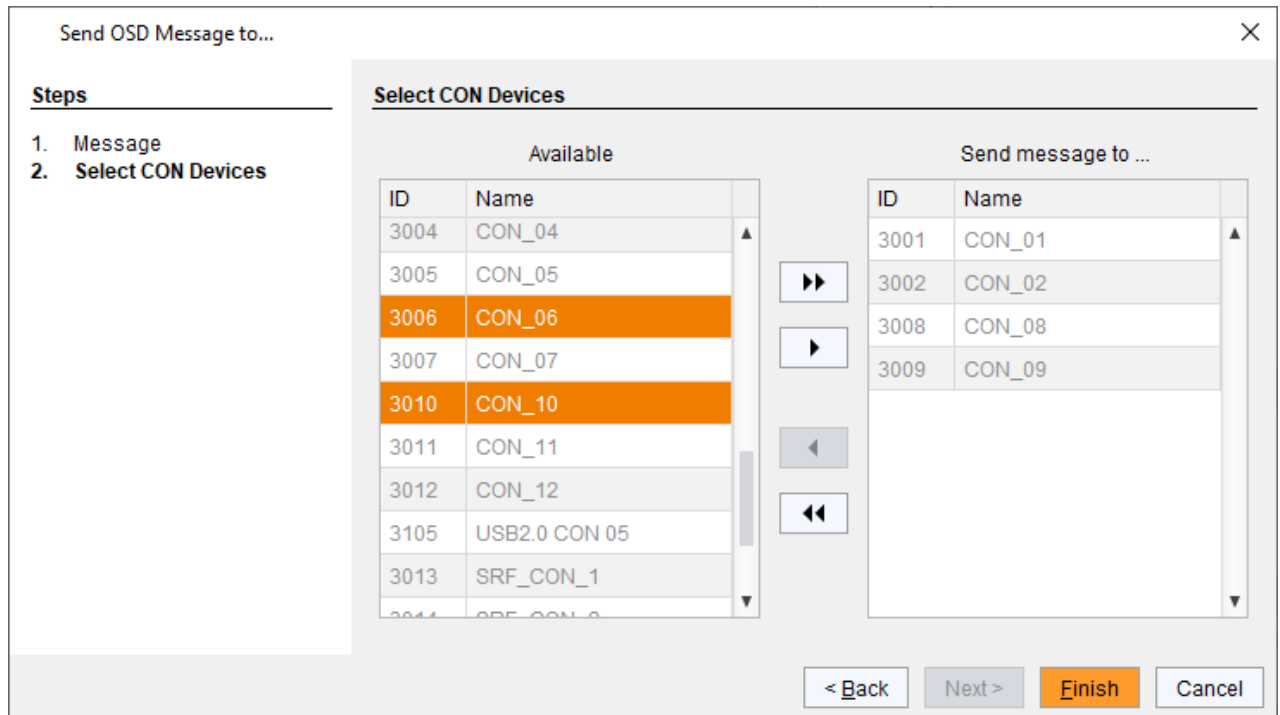 Send OSD Message to...
Steps
1. Message
2. Select CON Devices
Select CON Devices
Available
ID Name
3004 CON_04
3005 CON_05
3006 CON_06
3007 CON_07
3010 CON_10
3011 CON_11
3012 CON_12
3105 USB2.0 CON 05
3013 SRF_CON_1
Send message to ...
ID Name
3001 CON_01
3002 CON_02
3008 CON_08
3009 CON_09
< Back Next > Finish Cancel